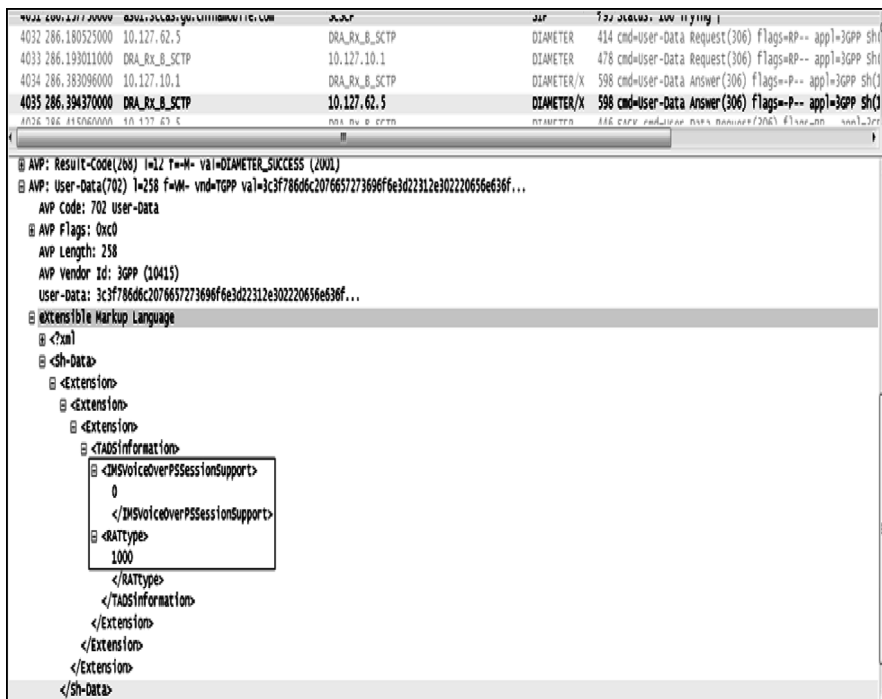 4032 286.180525000 10.127.62.5 DRA_Rx_B_SCTP DIAMETER 414 cmd=User-Data Request(306) flags=RP-- appl=3GPP Sh(
4033 286.193011000 DRA_Rx_B_SCTP 10.127.10.1 DIAMETER 478 cmd=User-Data Request(306) flags=RP-- appl=3GPP Sh(
4034 286.383096000 10.127.10.1 DRA_Rx_B_SCTP DIAMETER/X 598 cmd=User-Data Answer(306) flags=-P-- appl=3GPP Sh(1
4035 286.394370000 DRA_Rx_B_SCTP 10.127.62.5 DIAMETER/X 598 cmd=User-Data Answer(306) flags=-P-- appl=3GPP Sh(1
AVP: Result-Code(268) l=12 f=-M- val=DIAMETER_SUCCESS (2001)
AVP: User-Data(702) l=258 f=VM- vnd=TGPP val=3c3f786d6c2076657273696f6e3d22312e302220656e636f...
AVP Code: 702 User-Data
AVP Flags: 0xc0
AVP Length: 258
AVP Vendor Id: 3GPP (10415)
User-Data: 3c3f786d6c2076657273696f6e3d22312e302220656e636f...
eXtensible Markup Language
<?xml
<Sh-Data>
<Extension>
<Extension>
<Extension>
<TADSinformation>
<IMSVoiceOverPSSessionSupport>
0
</IMSVoiceOverPSSessionSupport>
<RATtype>
1000
</RATtype>
</TADSinformation>
</Extension>
</Extension>
</Extension>
</Sh-Data>